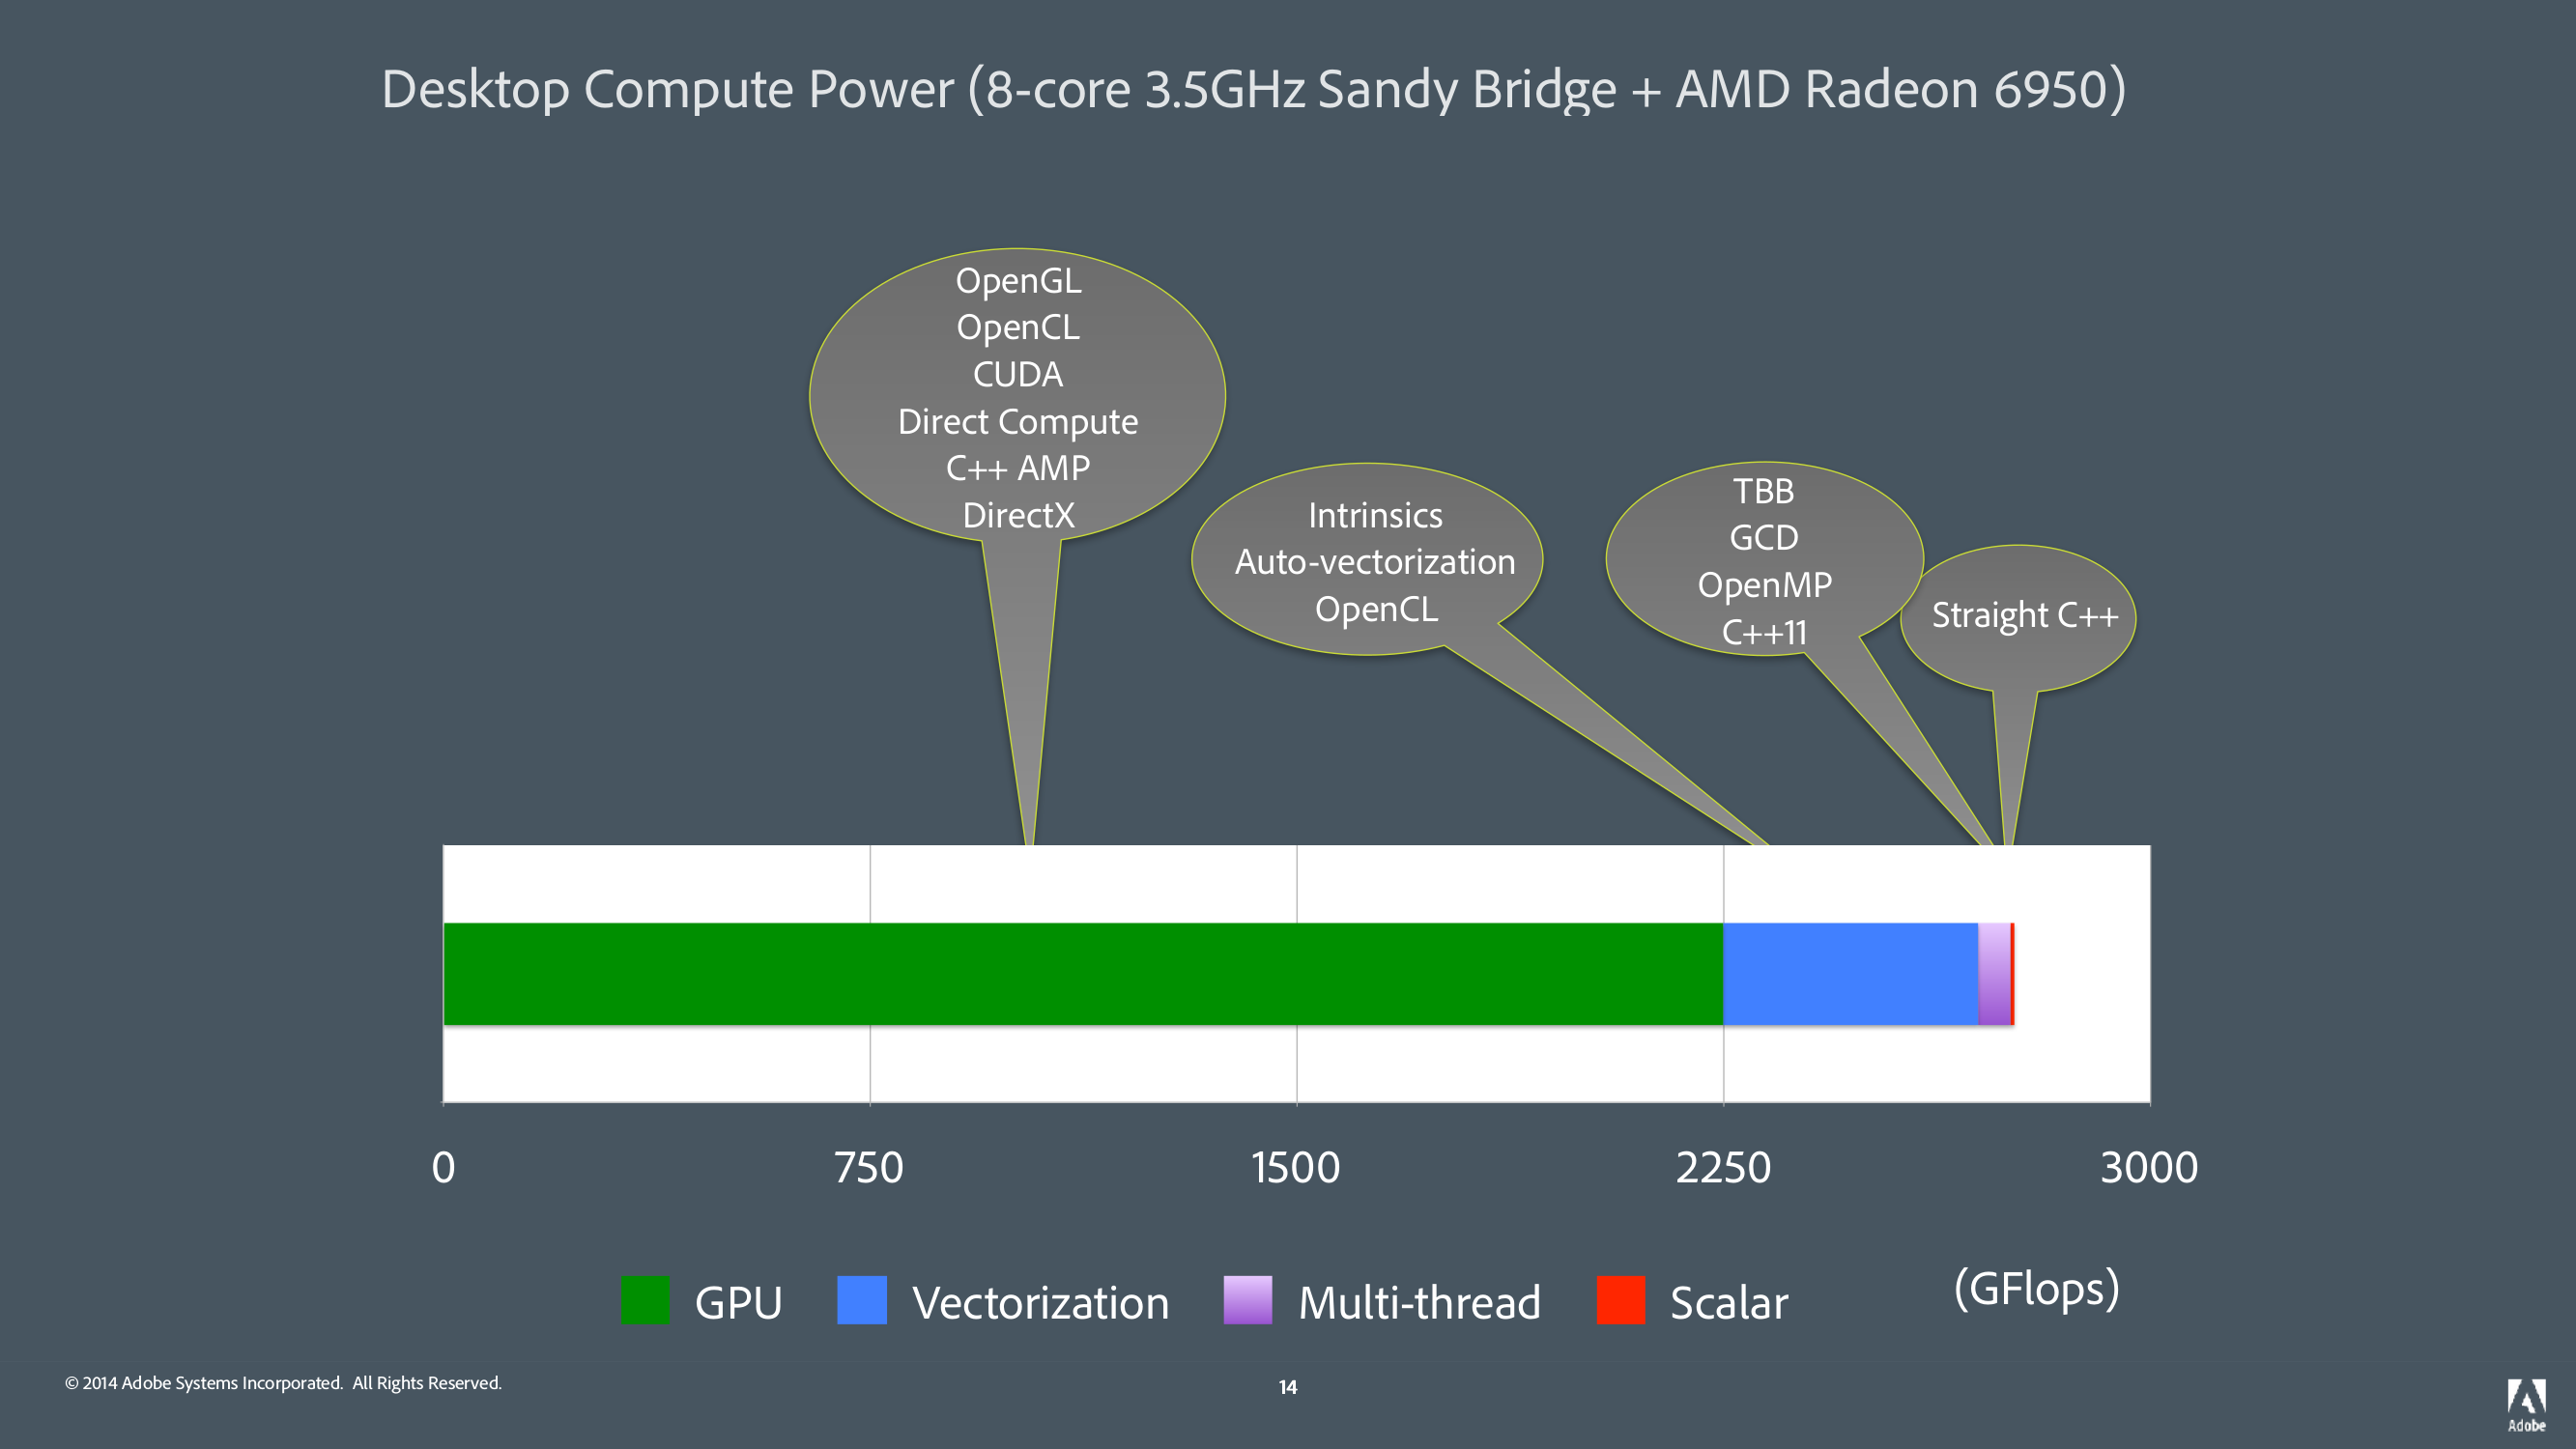 Desktop Compute Power (8-core 3.5GHz Sandy Bridge + AMD Radeon 6950)
OpenGL
OpenCL
CUDA
Direct Compute
C++ AMP
DirectX
Intrinsics
Auto-vectorization
OpenCL
TBB
GCD
OpenMP
C++11
Straight C++
0 750 1500 2250 3000
GPU Vectorization Multi-thread Scalar (GFlops)
© 2014 Adobe Systems Incorporated. All Rights Reserved.
14
Adobe